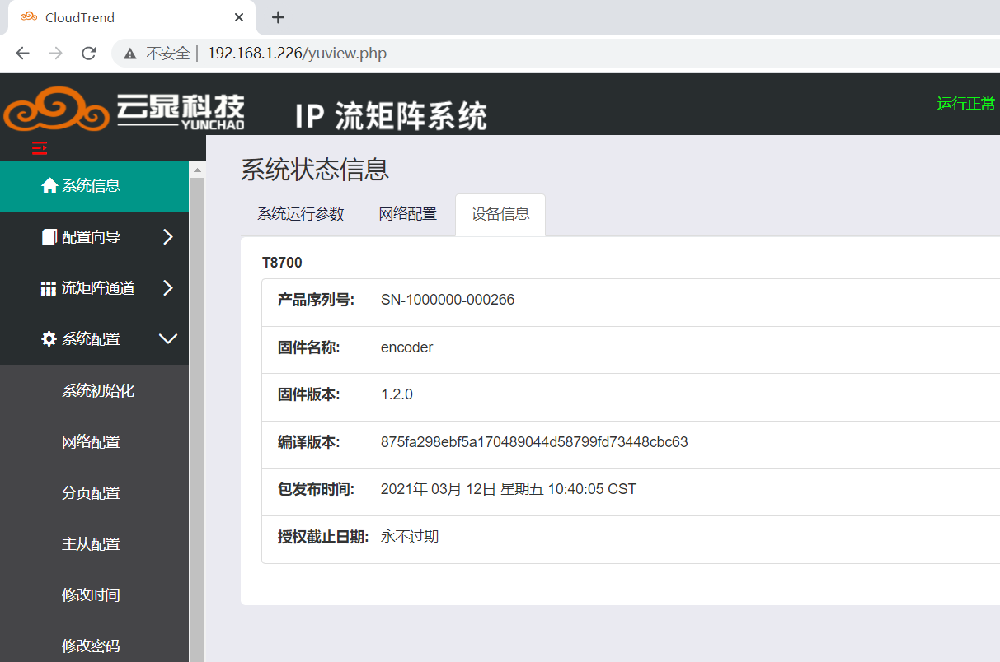 CloudTrend
不安全 | 192.168.1.226/yuview.php
云晁科技
YUNCHAO
IP 流矩阵系统
运行正常
系统信息
配置向导
流矩阵通道
系统配置
系统初始化
网络配置
分页配置
主从配置
修改时间
修改密码
系统状态信息
系统运行参数 网络配置 设备信息
T8700
产品序列号: SN-1000000-000266
固件名称: encoder
固件版本: 1.2.0
编译版本: 875fa298ebf5a170489044d58799fd73448cbc63
包发布时间: 2021年 03月 12日 星期五 10:40:05 CST
授权截止日期: 永不过期